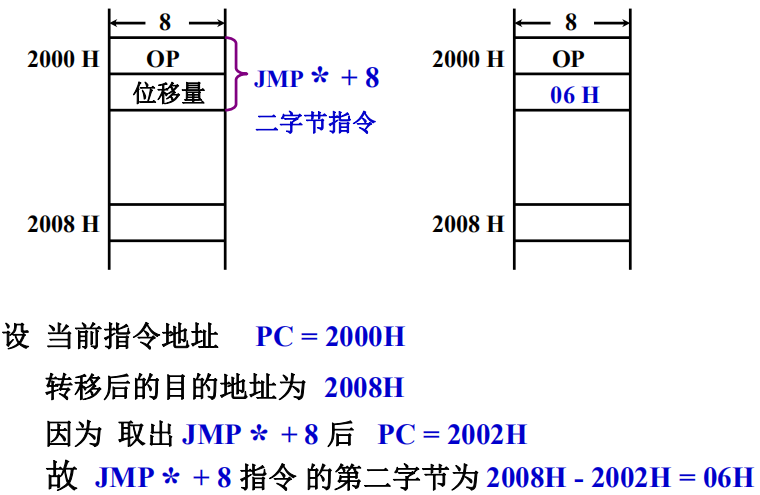 8
8
2000 H
OP
JMP * + 8
2000 H
OP
位移量
06 H
二字节指令
2008 H
2008 H
设 当前指令地址 PC = 2000H
转移后的目的地址为 2008H
因为 取出 JMP * + 8 后 PC = 2002H
故 JMP * + 8 指令 的第二字节为 2008H - 2002H = 06H